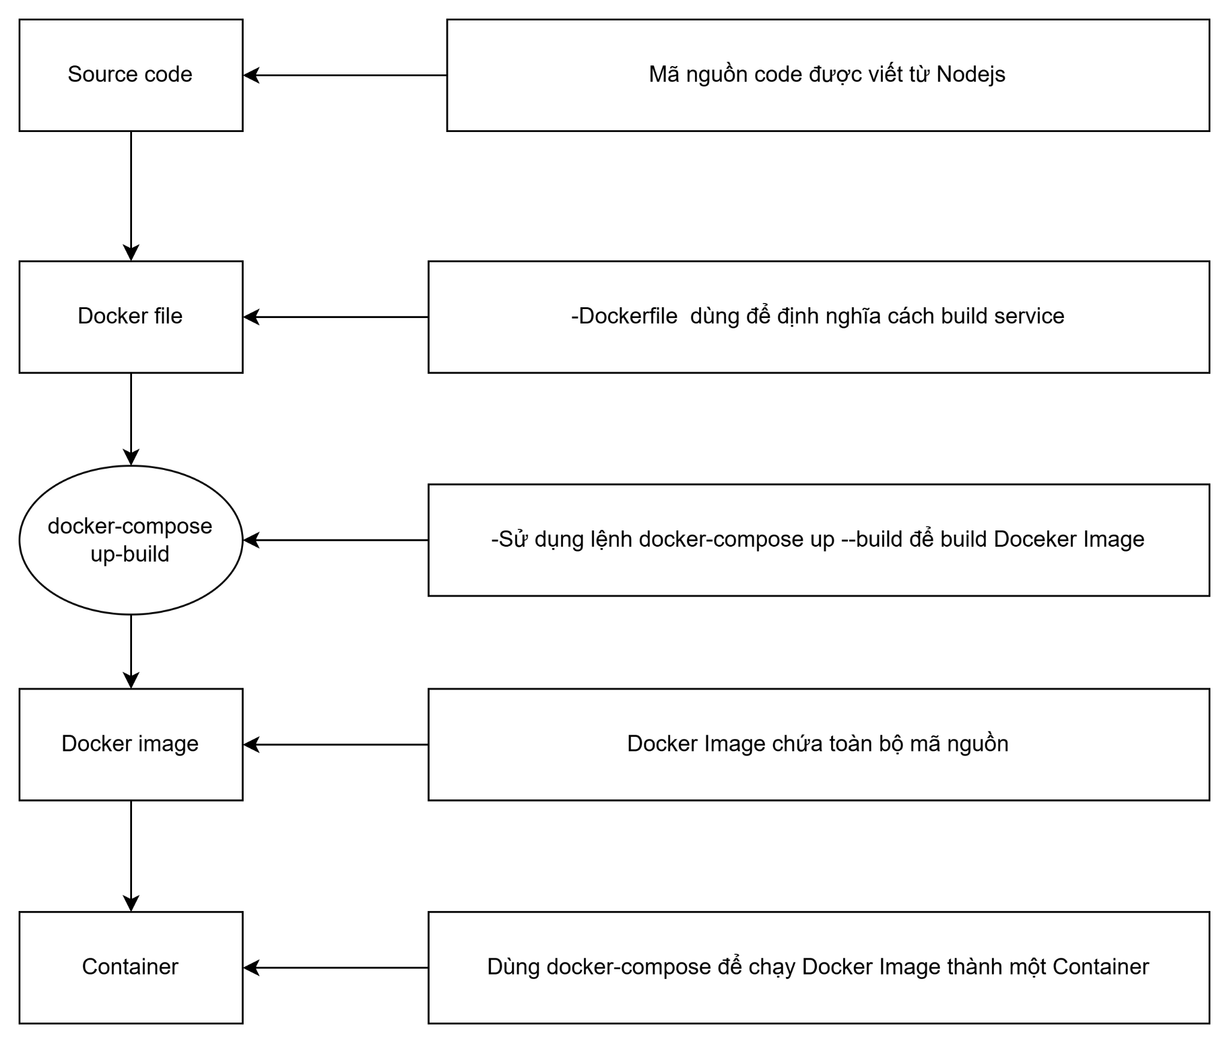 Source code
Mã nguồn code được viết từ Nodejs
Docker file
-Dockerfile  dùng để định nghĩa cách build service
docker-compose
up-build
-Sử dụng lệnh docker-compose up --build để build Doceker Image
Docker image
Docker Image chứa toàn bộ mã nguồn
Container
Dùng docker-compose để chạy Docker Image thành một Container